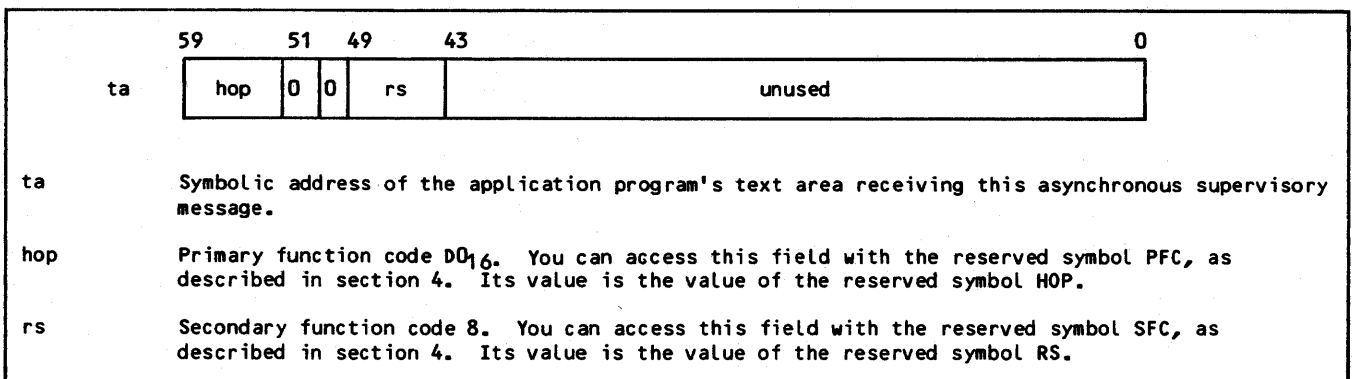 59 51 49 43 0
ta hop 0 0 rs unused
ta Symbolic address of the application program's text area receiving this asynchronous supervisory
message.
hop Primary function code D0₁₆. You can access this field with the reserved symbol PFC, as
described in section 4. Its value is the value of the reserved symbol HOP.
rs Secondary function code 8. You can access this field with the reserved symbol SFC, as
described in section 4. Its value is the value of the reserved symbol RS.